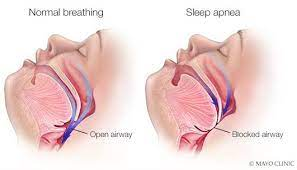 Normal breathing
Sleep apnea
Open airway
Blocked airway
© MAYO CLINIC